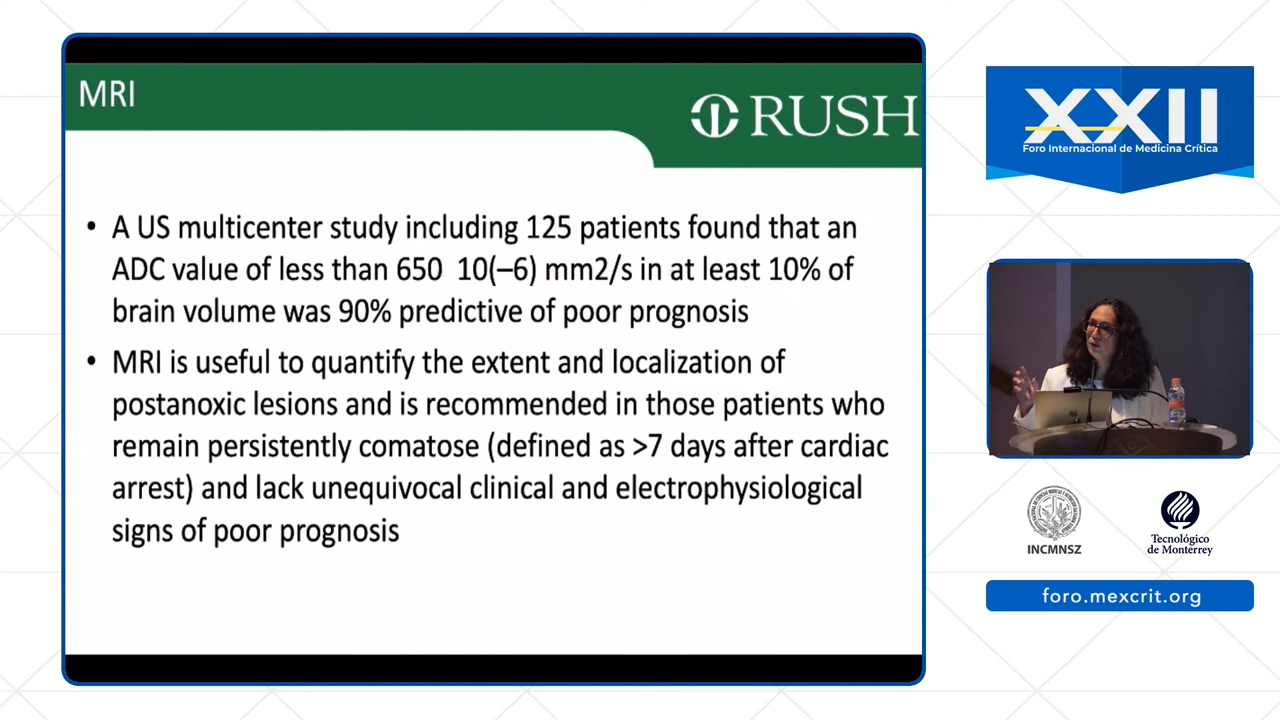 MRI
RUSH
• A US multicenter study including 125 patients found that an
ADC value of less than 650  10(–6) mm2/s in at least 10% of
brain volume was 90% predictive of poor prognosis
• MRI is useful to quantify the extent and localization of
postanoxic lesions and is recommended in those patients who
remain persistently comatose (defined as >7 days after cardiac
arrest) and lack unequivocal clinical and electrophysiological
signs of poor prognosis
XXII
Foro Internacional de Medicina Crítica
INCMNSZ
Tecnológico
de Monterrey
foro.mexcrit.org